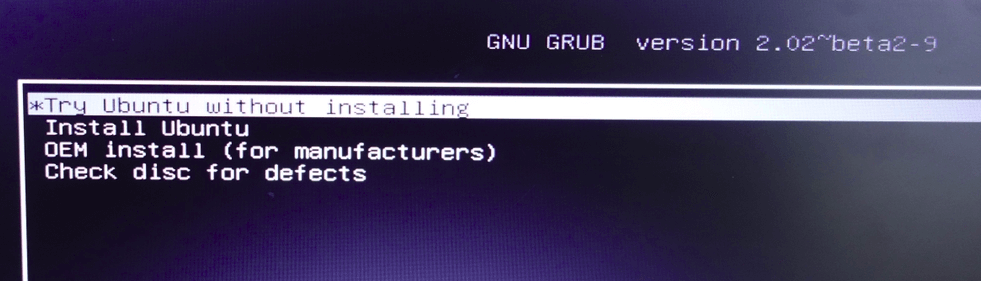 GNU GRUB version 2.02~beta2-9
*Try Ubuntu without installing
Install Ubuntu
OEM install (for manufacturers)
Check disc for defects